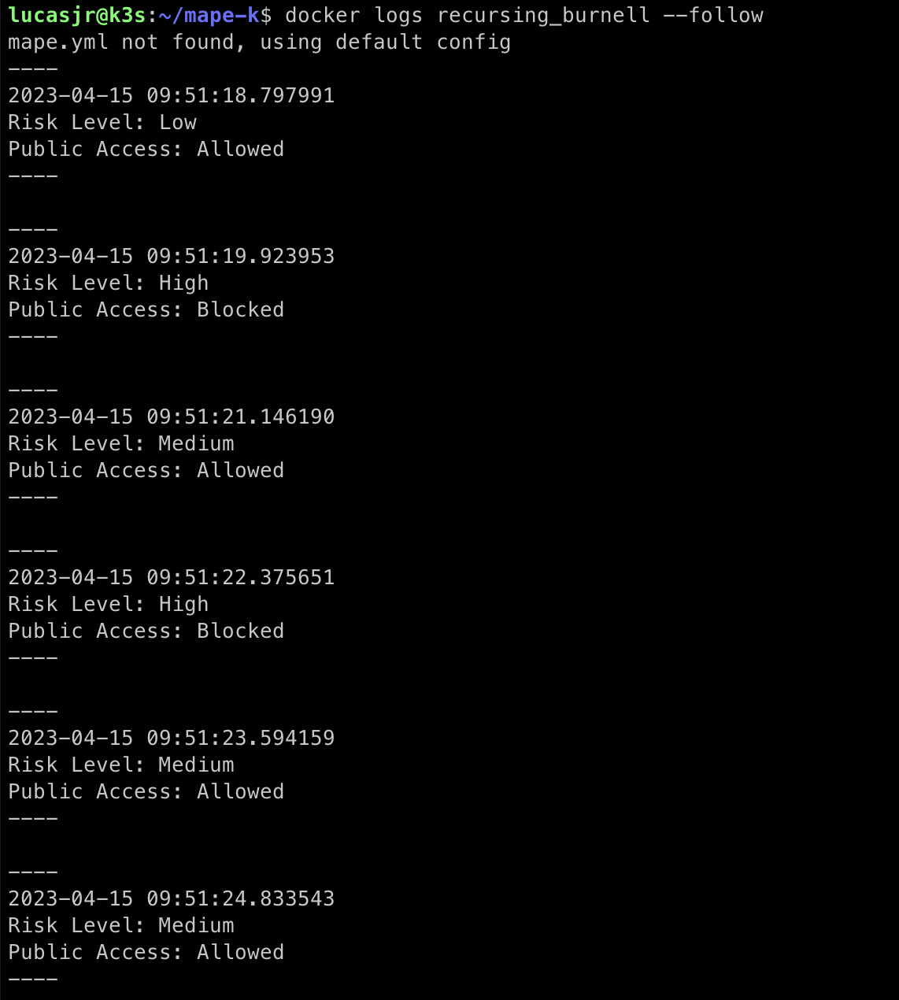 lucasjr@k3s:~/mape-k$ docker logs recursing_burnell --follow
mape.yml not found, using default config
----
2023-04-15 09:51:18.797991
Risk Level: Low
Public Access: Allowed
----

----
2023-04-15 09:51:19.923953
Risk Level: High
Public Access: Blocked
----

----
2023-04-15 09:51:21.146190
Risk Level: Medium
Public Access: Allowed
----

----
2023-04-15 09:51:22.375651
Risk Level: High
Public Access: Blocked
----

----
2023-04-15 09:51:23.594159
Risk Level: Medium
Public Access: Allowed
----

----
2023-04-15 09:51:24.833543
Risk Level: Medium
Public Access: Allowed
----